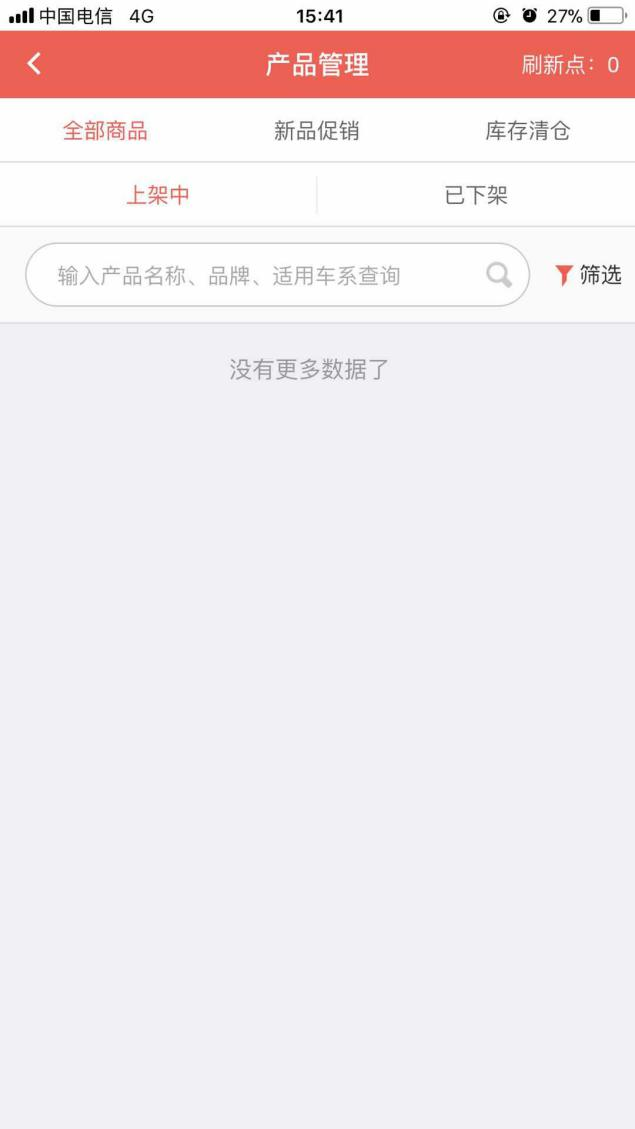 中国电信 4G 15:41 27%
产品管理 刷新点：0
全部商品 新品促销 库存清仓
上架中 已下架
输入产品名称、品牌、适用车系查询 筛选
没有更多数据了